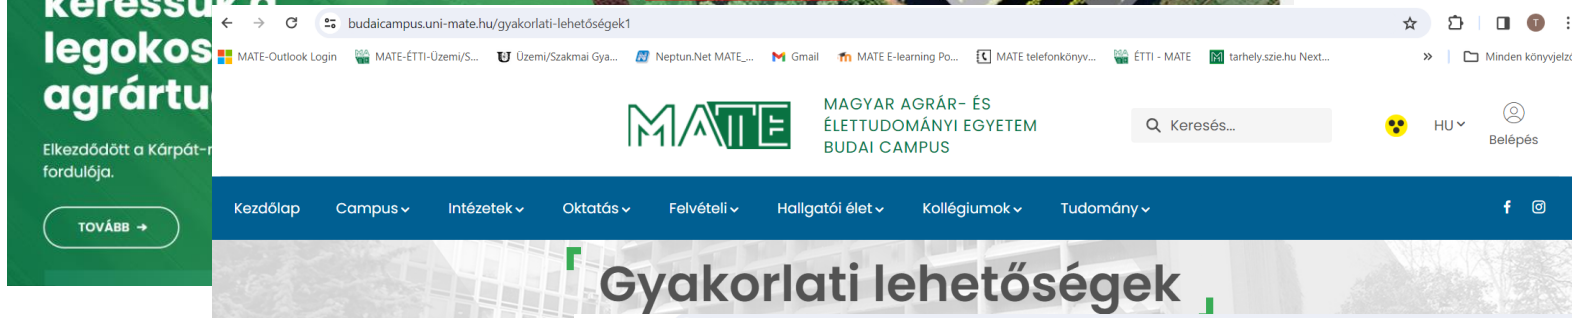 legokos
agrártu
Elkezdődött a Kárpát-
fordulója.
TOVÁBB →
budaicampus.uni-mate.hu/gyakorlati-lehetőségek1
T
MATE-Outlook Login MATE-ÉTTI-Üzemi/S... Üzemi/Szakmai Gya... Neptun.Net MATE_... Gmail MATE E-learning Po... MATE telefonkönyv... ÉTTI - MATE tarhely.szie.hu Next... » Minden könyvjelző
MATE
MAGYAR AGRÁR- ÉS
ÉLETTUDOMÁNYI EGYETEM
BUDAI CAMPUS
Keresés...
HU
Belépés
Kezdőlap Campus Intézetek Oktatás Felvételi Hallgatói élet Kollégiumok Tudomány
Gyakorlati lehetőségek